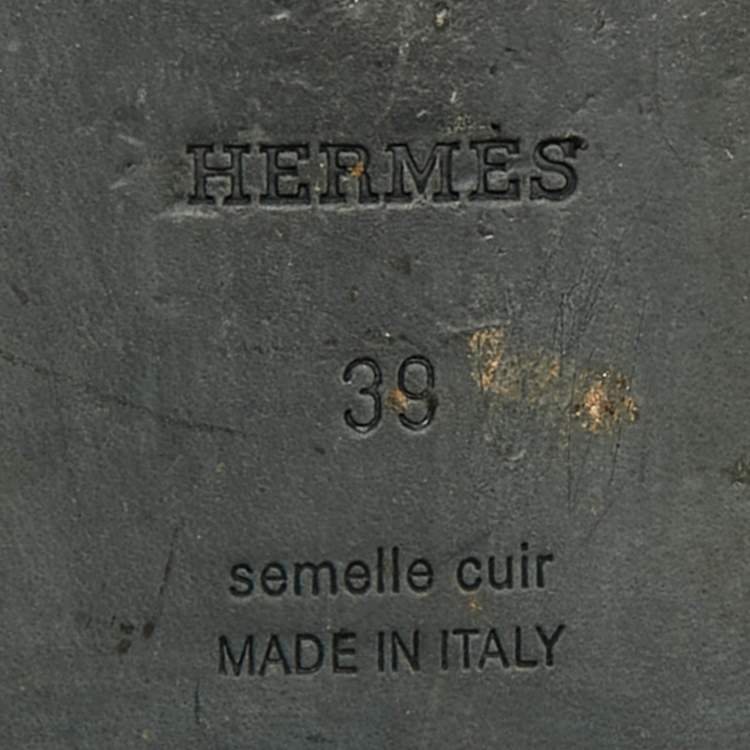 HERMÈS
39
semelle cuir
MADE IN ITALY